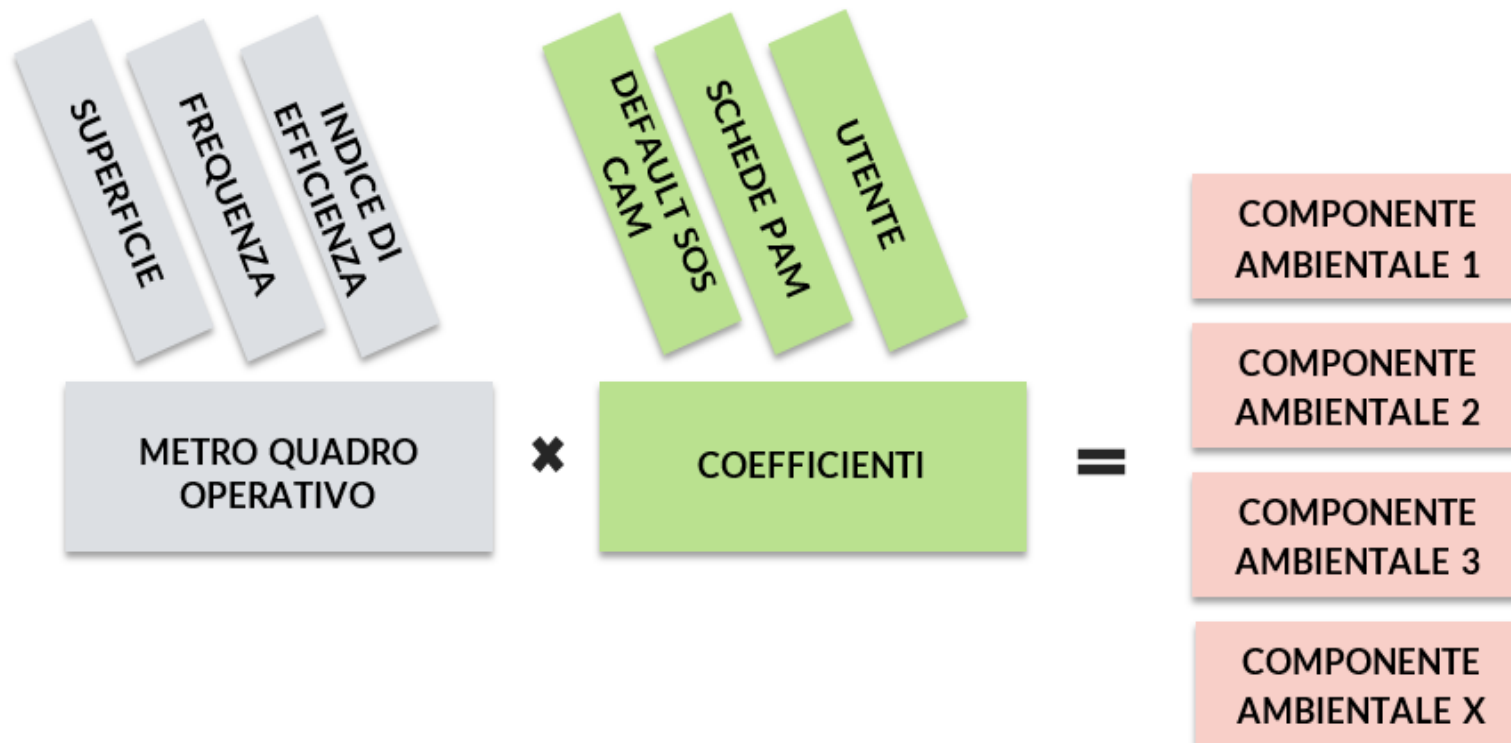 SUPERFICIE
FREQUENZA
INDICE DI
EFFICIENZA
DEFAULT SOS
CAM
SCHEDE PAM
UTENTE
METRO QUADRO
OPERATIVO
✖
COEFFICIENTI
=
COMPONENTE
AMBIENTALE 1
COMPONENTE
AMBIENTALE 2
COMPONENTE
AMBIENTALE 3
COMPONENTE
AMBIENTALE X